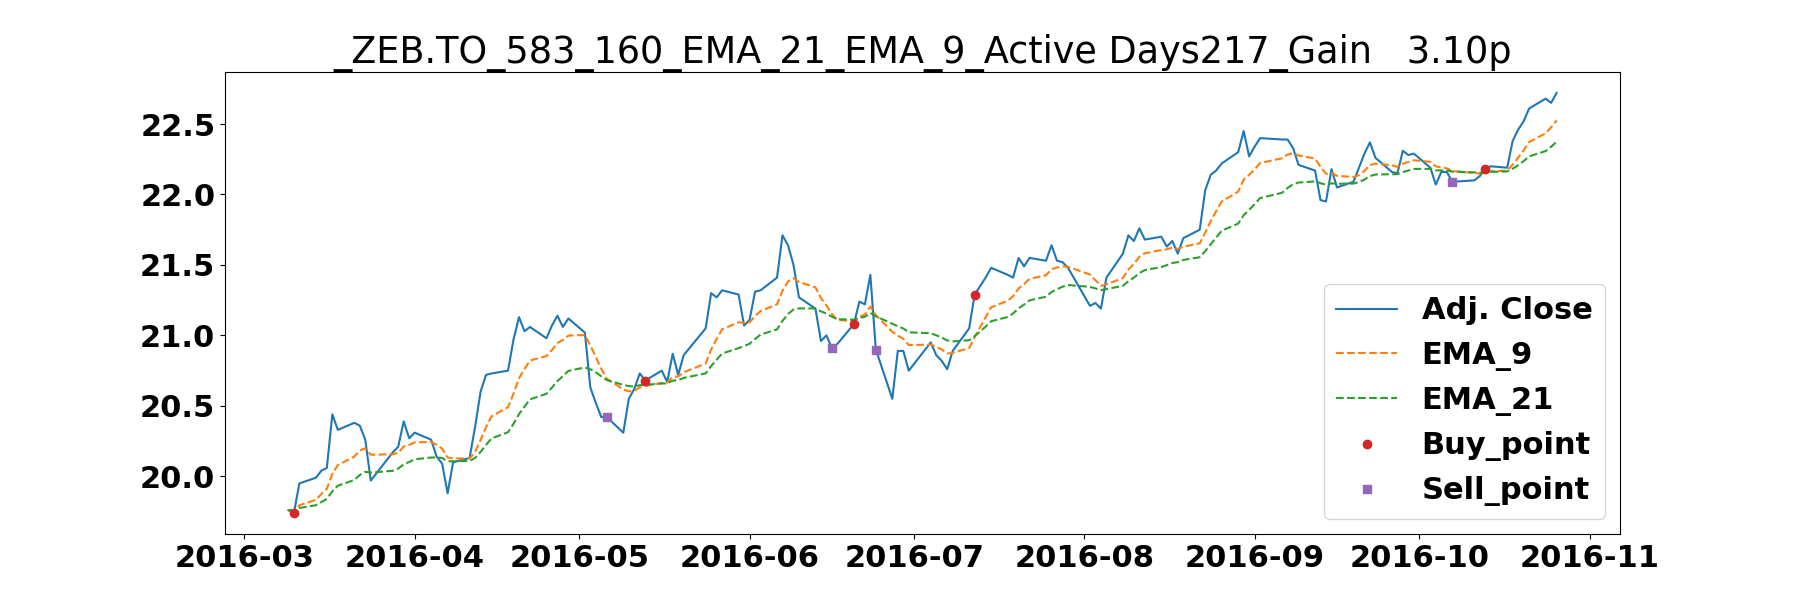 _ZEB.TO_583_160_EMA_21_EMA_9_Active Days217_Gain   3.10p
22.5
22.0
21.5
21.0
20.5
20.0
Adj. Close
EMA_9
EMA_21
Buy_point
Sell_point
2016-03 2016-04 2016-05 2016-06 2016-07 2016-08 2016-09 2016-10 2016-11